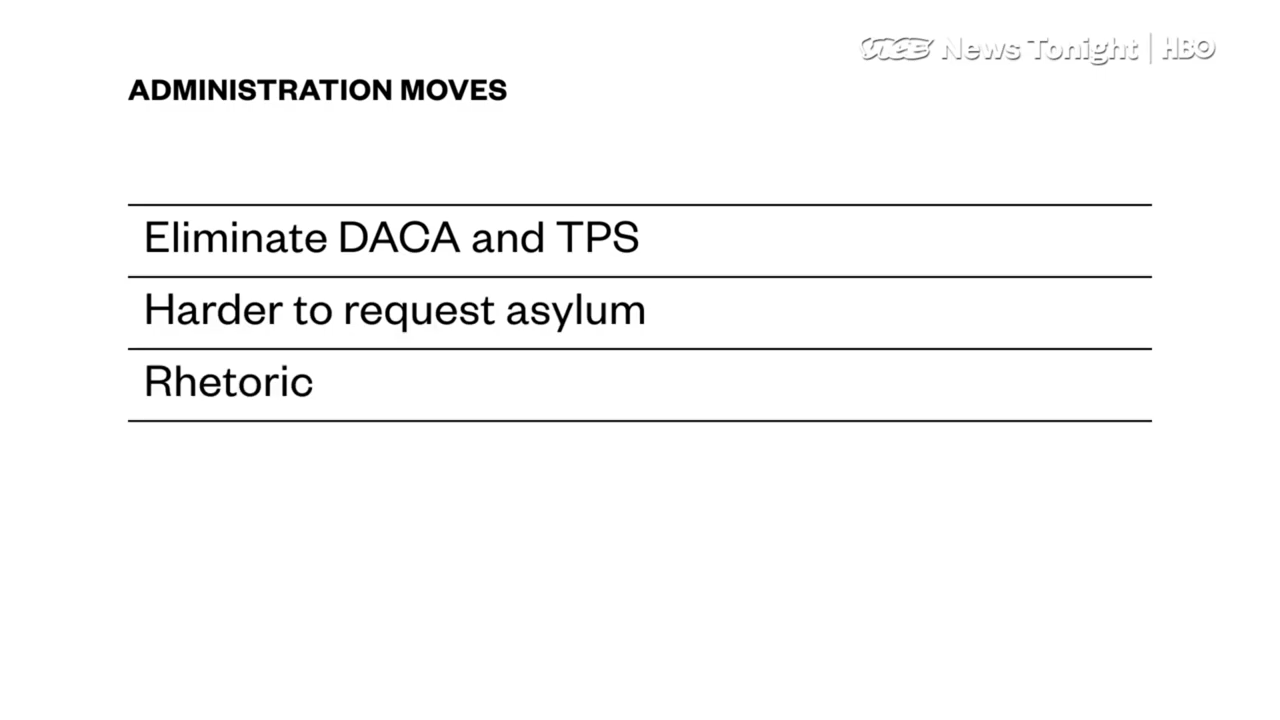 VICE News Tonight | HBO
ADMINISTRATION MOVES
Eliminate DACA and TPS
Harder to request asylum
Rhetoric